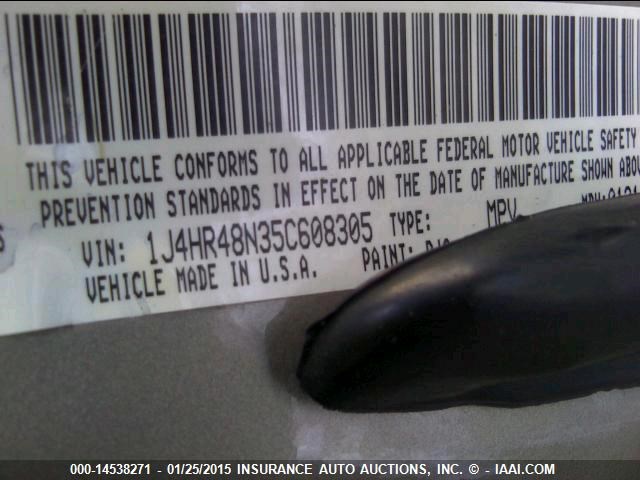 THIS VEHICLE CONFORMS TO ALL APPLICABLE FEDERAL MOTOR VEHICLE SAFETY
PREVENTION STANDARDS IN EFFECT ON THE DATE OF MANUFACTURE SHOWN ABOV
VIN: 1J4HR48N35C608305 TYPE: MPV
VEHICLE MADE IN U.S.A. PAINT:
000-14538271 - 01/25/2015 INSURANCE AUTO AUCTIONS, INC. - © - IAAI.COM